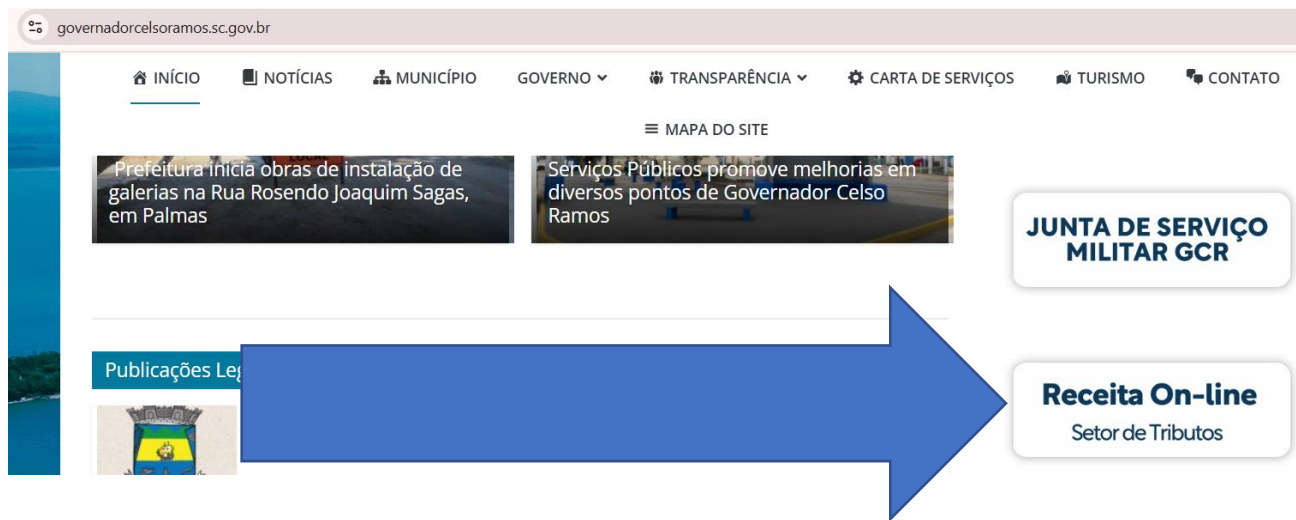 governadorcelsoramos.sc.gov.br
INÍCIO NOTÍCIAS MUNICÍPIO GOVERNO TRANSPARÊNCIA CARTA DE SERVIÇOS TURISMO CONTATO
MAPA DO SITE
Prefeitura inicia obras de instalação de
galerias na Rua Rosendo Joaquim Sagas,
em Palmas
Serviços Públicos promove melhorias em
diversos pontos de Governador Celso
Ramos
JUNTA DE SERVIÇO
MILITAR GCR
Publicações
Receita On-line
Setor de Tributos